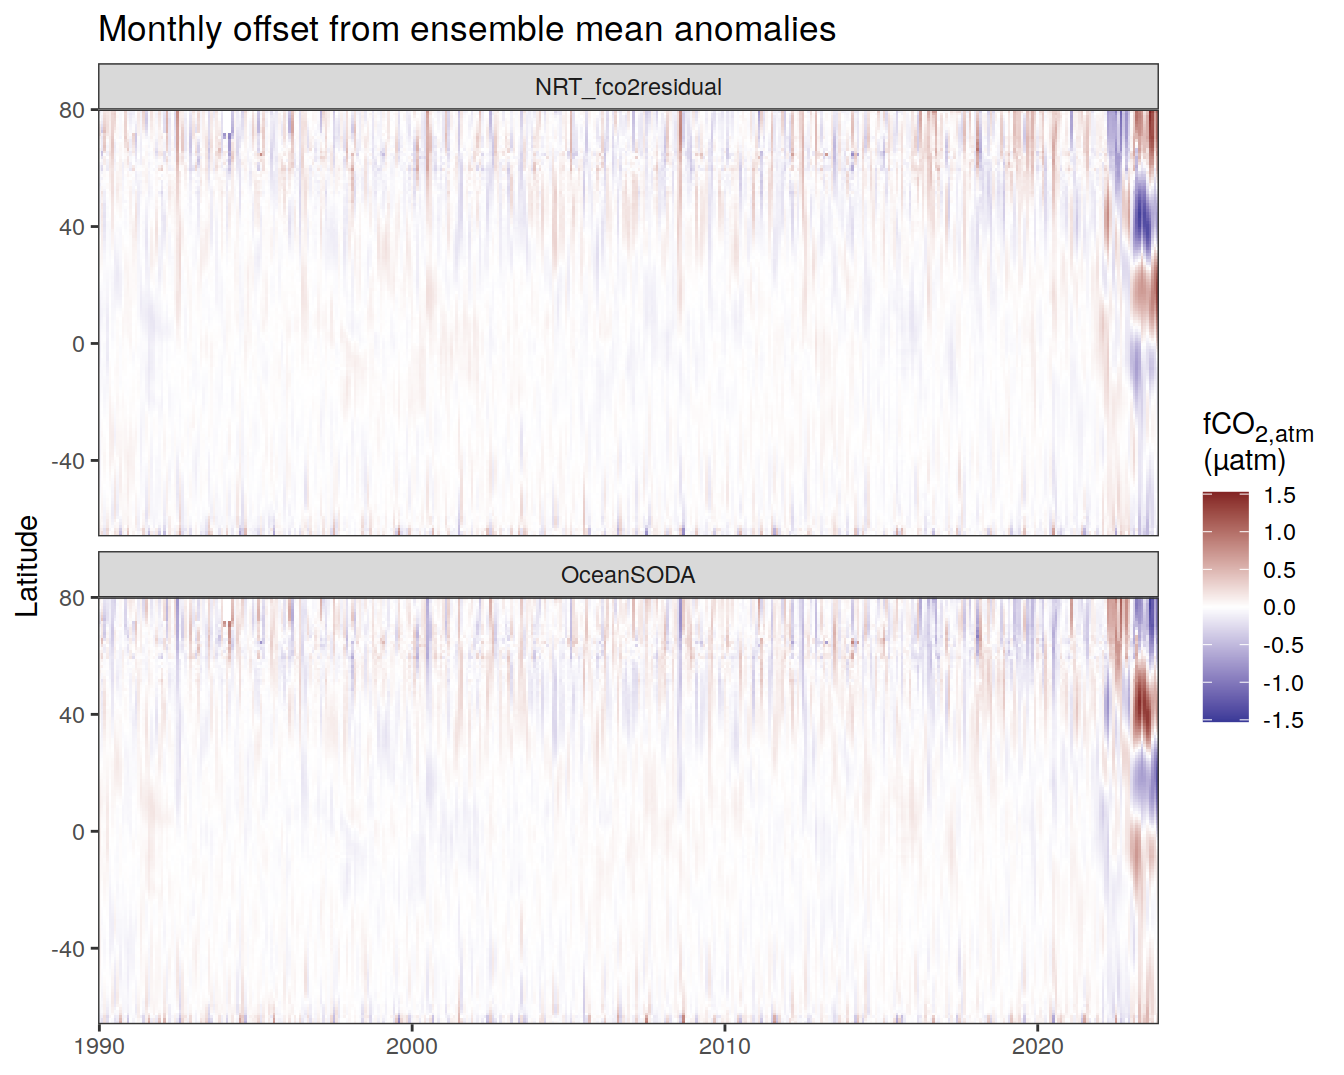 Monthly offset from ensemble mean anomalies
NRT_fco2residual
80
40
0
-40
OceanSODA
80
40
0
-40
1990 2000 2010 2020
Latitude
fCO2,atm
(µatm)
1.5
1.0
0.5
0.0
-0.5
-1.0
-1.5